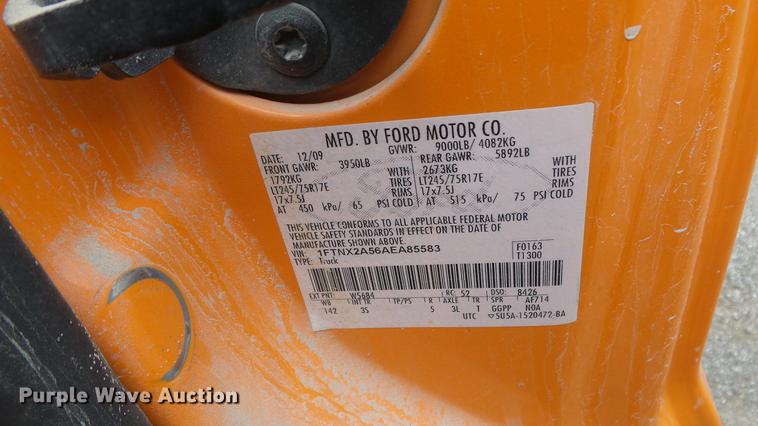 MFD. BY FORD MOTOR CO.
DATE: 12/09 GVWR: 9000LB/ 4082KG
FRONT GAWR: 3950LB REAR GAWR: 5892LB
1792KG WITH 2673KG WITH
LT245/75R17E TIRES LT245/75R17E TIRES
17x7.5J RIMS 17x7.5J RIMS
AT 450 kPa/ 65 PSI COLD AT 515 kPa/ 75 PSI COLD
THIS VEHICLE CONFORMS TO ALL APPLICABLE FEDERAL MOTOR
VEHICLE SAFETY STANDARDS IN EFFECT ON THE DATE OF
MANUFACTURE SHOWN ABOVE.
VIN: 1FTNX2A56AEA85583 F0163
TYPE: Truck T1300
EXT PNT: W5684 RC: 52 DSO: 8426
WB INT TR TP/PS R AXLE TR SPR AF714
142 3S 5 3L T GGPP NOA
UTC ▽5U5A-1520472-BA
Purple Wave Auction